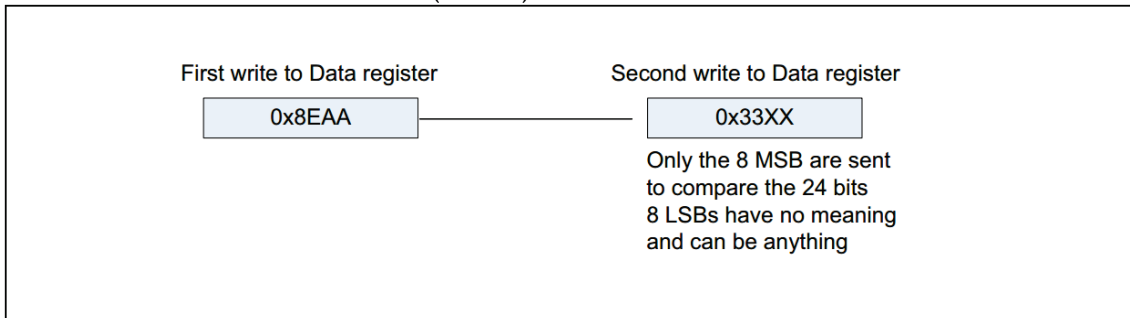 First write to Data register
Second write to Data register
0x8EAA
0x33XX
Only the 8 MSB are sent
to compare the 24 bits
8 LSBs have no meaning
and can be anything